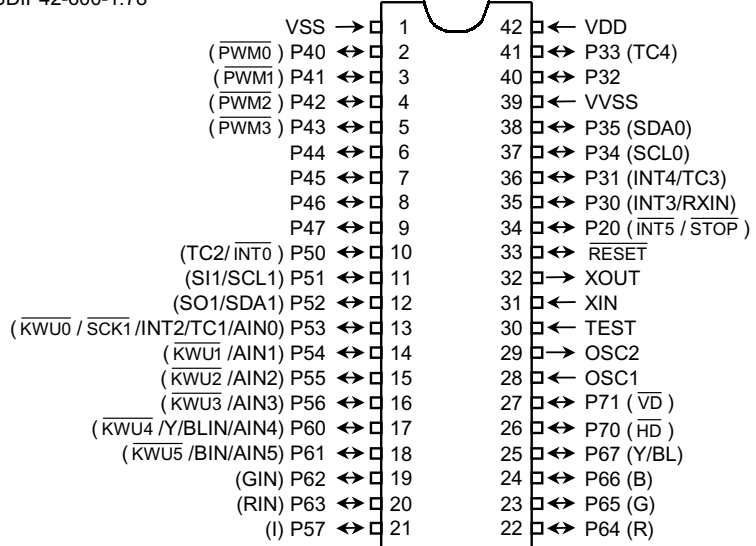 VSS 1 42 VDD
(PWM0) P40 2 41 P33 (TC4)
(PWM1) P41 3 40 P32
(PWM2) P42 4 39 VVSS
(PWM3) P43 5 38 P35 (SDA0)
P44 6 37 P34 (SCL0)
P45 7 36 P31 (INT4/TC3)
P46 8 35 P30 (INT3/RXIN)
P47 9 34 P20 (INT5/STOP)
(TC2/INT0) P50 10 33 RESET
(SI1/SCL1) P51 11 32 XOUT
(SO1/SDA1) P52 12 31 XIN
(KWU0/SCK1/INT2/TC1/AIN0) P53 13 30 TEST
(KWU1/AIN1) P54 14 29 OSC2
(KWU2/AIN2) P55 15 28 OSC1
(KWU3/AIN3) P56 16 27 P71 (VD)
(KWU4/Y/BLIN/AIN4) P60 17 26 P70 (HD)
(KWU5/BIN/AIN5) P61 18 25 P67 (Y/BL)
(GIN) P62 19 24 P66 (B)
(RIN) P63 20 23 P65 (G)
(I) P57 21 22 P64 (R)